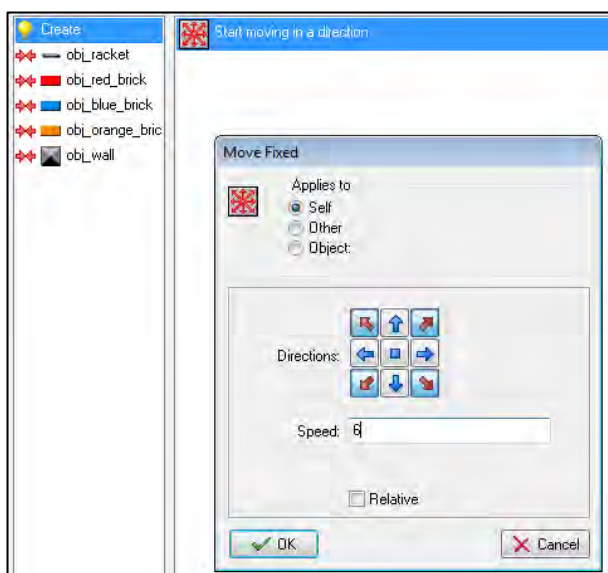 Create
obj_racket
obj_red_brick
obj_blue_brick
obj_orange_bric
obj_wall
Start moving in a direction
Move Fixed
Applies to
Self
Other
Object:
Directions:
Speed: 6
Relative
OK
Cancel